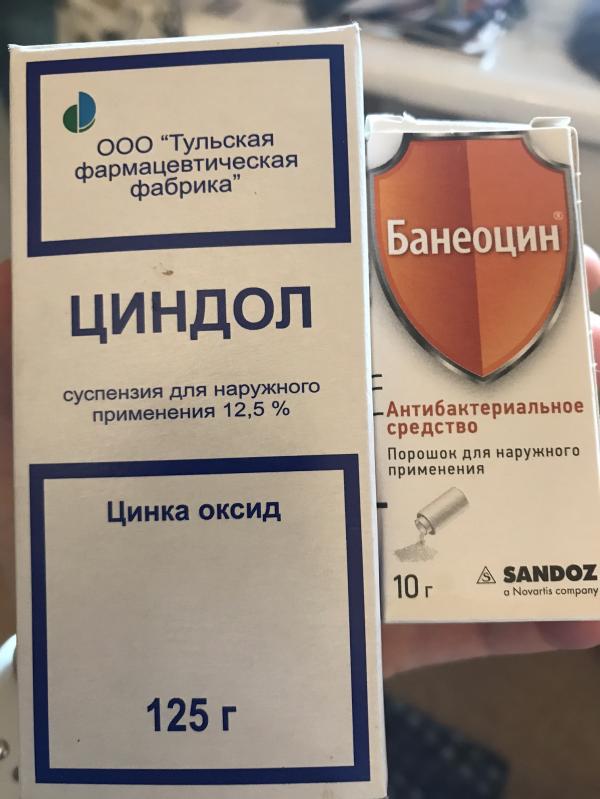 ООО “Тульская
фармацевтическая
фабрика”
ЦИНДОЛ
суспензия для наружного
применения 12,5 %
Цинка оксид
125 г
Банеоцин®
Антибактериальное
средство
Порошок для наружного
применения
10 г
SANDOZ
a Novartis company